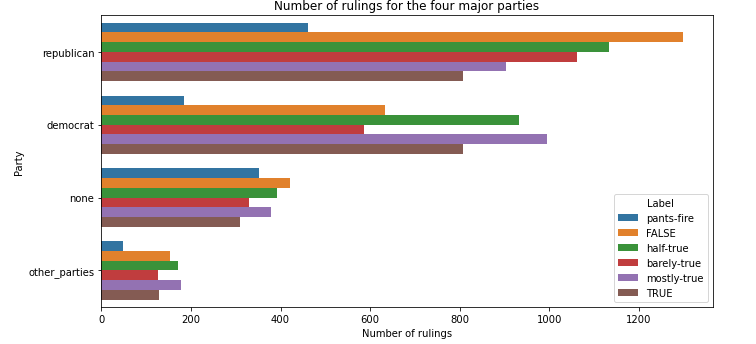 Number of rulings for the four major parties
Party
republican
democrat
none
other_parties
Label
pants-fire
FALSE
half-true
barely-true
mostly-true
TRUE
0 200 400 600 800 1000 1200
Number of rulings